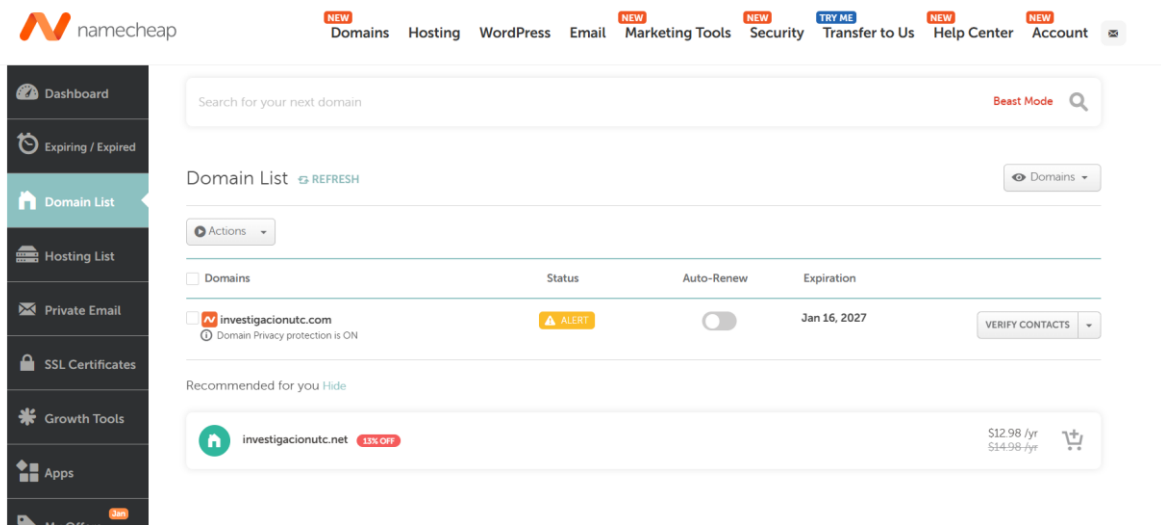 namecheap
NEW NEW NEW TRY ME NEW NEW
Domains Hosting WordPress Email Marketing Tools Security Transfer to Us Help Center Account
Dashboard
Search for your next domain Beast Mode
Expiring / Expired
Domain List REFRESH Domains
Domain List
Actions
Hosting List
Domains Status Auto-Renew Expiration
Private Email
investigacionutc.com ALERT Jan 16, 2027 VERIFY CONTACTS
Domain Privacy protection is ON
SSL Certificates
Recommended for you Hide
Growth Tools
investigacionutc.net 13% OFF $12.98 /yr
$14.98 /yr
Apps
Jan